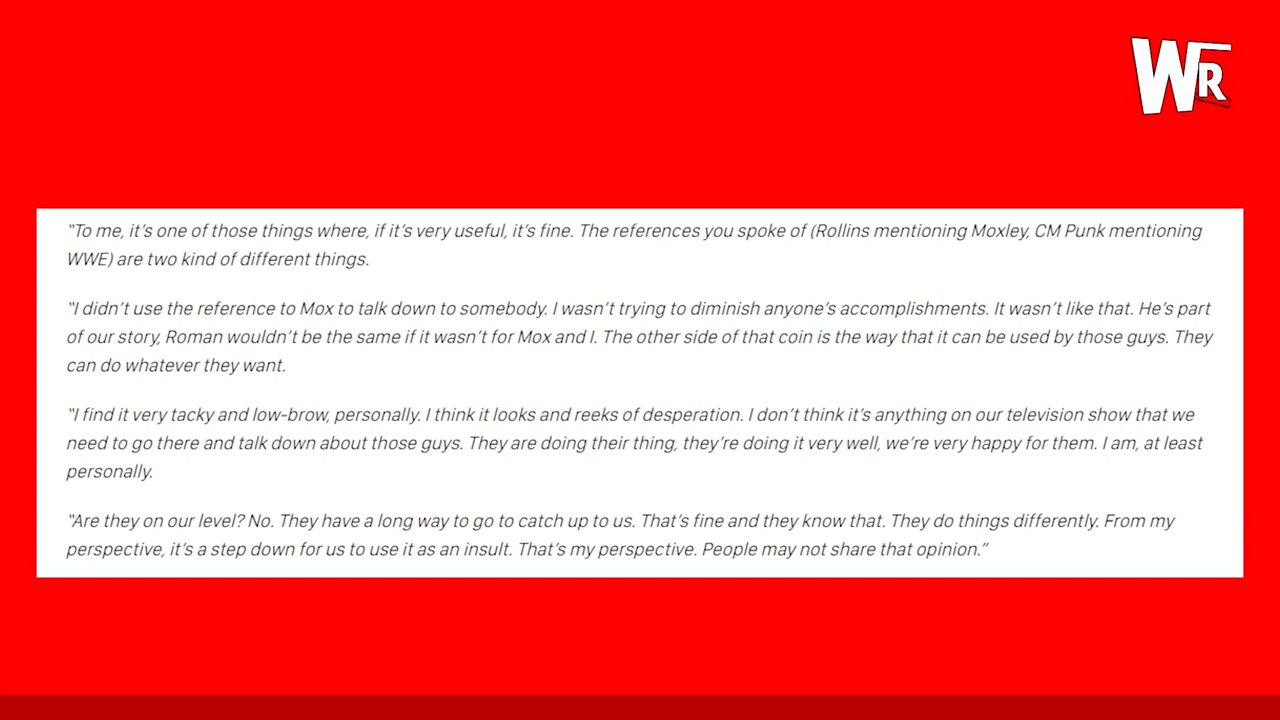 WR
“To me, it’s one of those things where, if it’s very useful, it’s fine. The references you spoke of (Rollins mentioning Moxley, CM Punk mentioning
WWE) are two kind of different things.
“I didn’t use the reference to Mox to talk down to somebody. I wasn’t trying to diminish anyone’s accomplishments. It wasn’t like that. He’s part
of our story, Roman wouldn’t be the same if it wasn’t for Mox and I. The other side of that coin is the way that it can be used by those guys. They
can do whatever they want.
“I find it very tacky and low-brow, personally. I think it looks and reeks of desperation. I don’t think it’s anything on our television show that we
need to go there and talk down about those guys. They are doing their thing, they’re doing it very well, we’re very happy for them. I am, at least
personally.
“Are they on our level? No. They have a long way to go to catch up to us. That’s fine and they know that. They do things differently. From my
perspective, it’s a step down for us to use it as an insult. That’s my perspective. People may not share that opinion.”